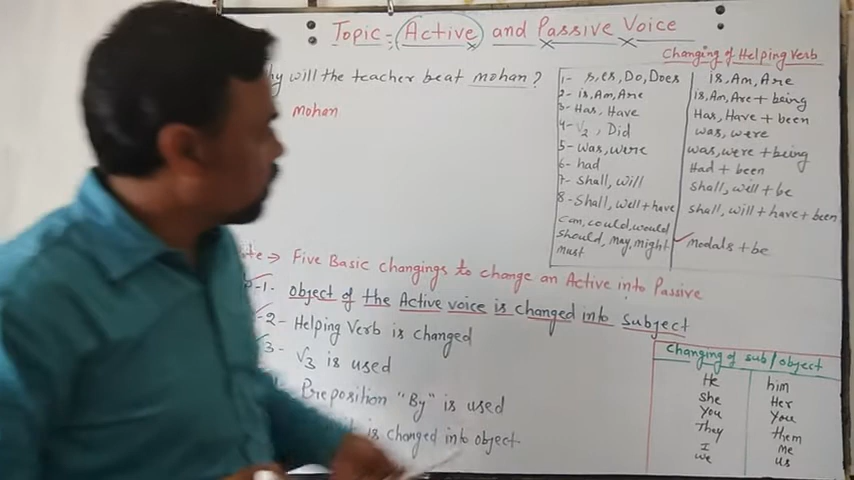 Topic:- Active and Passive Voice
will the teacher beat mohan?
mohan
Changing of Helping Verb
1- s, es, Do, Does is, Am, Are
2- is, Am, Are is, Am, Are + being
3- Has, Have Has, Have + been
4- V2, Did was, were
5- was, were was, were + being
6- had Had + been
7- shall, will shall, will + be
8- shall, will + have shall, will + have + been
can, could, would
should, may, might modals + be
must
→ Five Basic changings to change an Active into Passive
1- object of the Active voice is changed into subject
2- Helping Verb is changed
3- V3 is used
Preposition "By" is used
is changed into object
Changing of sub/object
He him
She Her
You You
They them
I me
we us